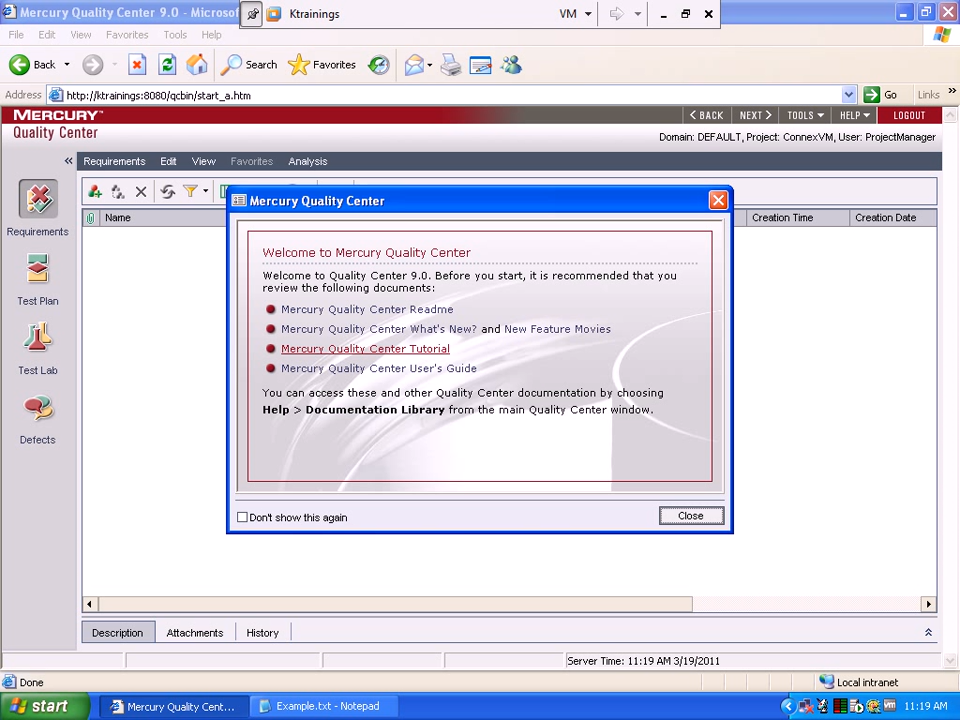 Mercury Quality Center 9.0 - Microsof
Ktrainings
VM
File Edit View Favorites Tools Help
Back Search Favorites
Address http://ktrainings:8080/qcbin/start_a.htm Go Links »
MERCURY™
Quality Center
< BACK NEXT > TOOLS HELP LOGOUT
Domain: DEFAULT, Project: ConnexVM, User: ProjectManager
« Requirements Edit View Favorites Analysis
Name Creation Time Creation Date
Requirements
Test Plan
Test Lab
Defects
Mercury Quality Center
Welcome to Mercury Quality Center
Welcome to Quality Center 9.0. Before you start, it is recommended that you
review the following documents:
Mercury Quality Center Readme
Mercury Quality Center What's New? and New Feature Movies
Mercury Quality Center Tutorial
Mercury Quality Center User's Guide
You can access these and other Quality Center documentation by choosing
Help > Documentation Library from the main Quality Center window.
Don't show this again
Close
Description Attachments History
Server Time: 11:19 AM 3/19/2011
Done Local intranet
start Mercury Quality Cent... Example.txt - Notepad 11:19 AM